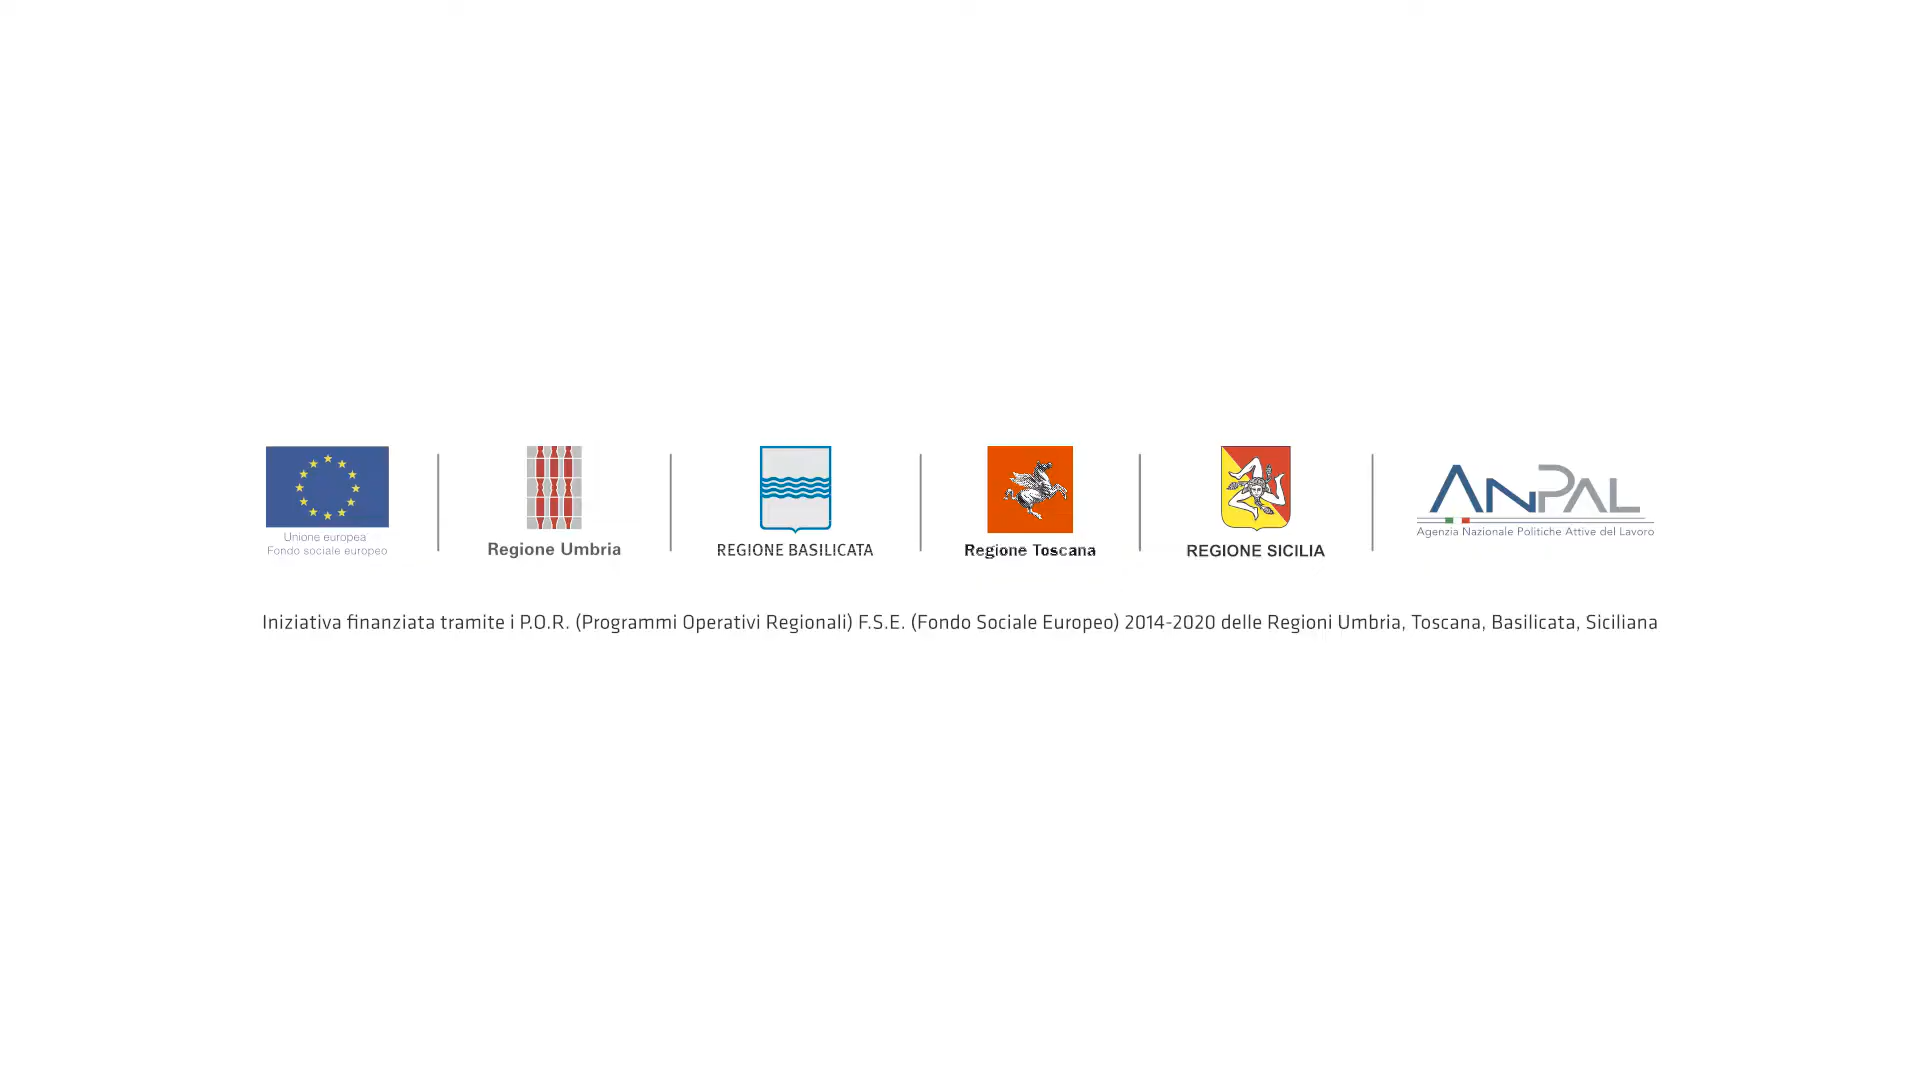 Unione europea
Fondo sociale europeo
Regione Umbria
REGIONE BASILICATA
Regione Toscana
REGIONE SICILIA
ANPAL
Agenzia Nazionale Politiche Attive del Lavoro
Iniziativa finanziata tramite i P.O.R. (Programmi Operativi Regionali) F.S.E. (Fondo Sociale Europeo) 2014-2020 delle Regioni Umbria, Toscana, Basilicata, Siciliana